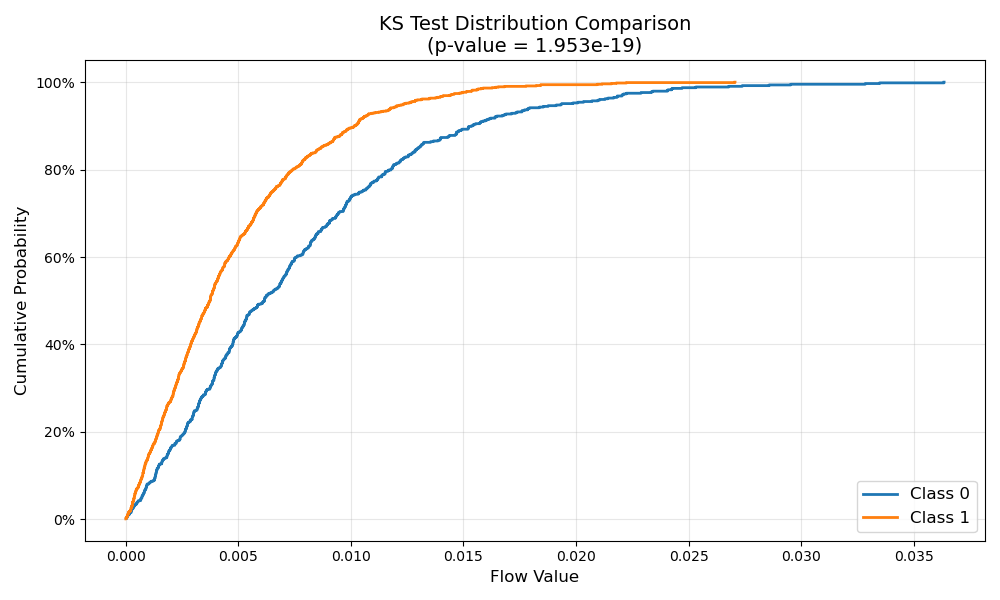 KS Test Distribution Comparison
(p-value = 1.953e-19)
Cumulative Probability
100%
80%
60%
40%
20%
0%
0.000 0.005 0.010 0.015 0.020 0.025 0.030 0.035
Flow Value
Class 0
Class 1